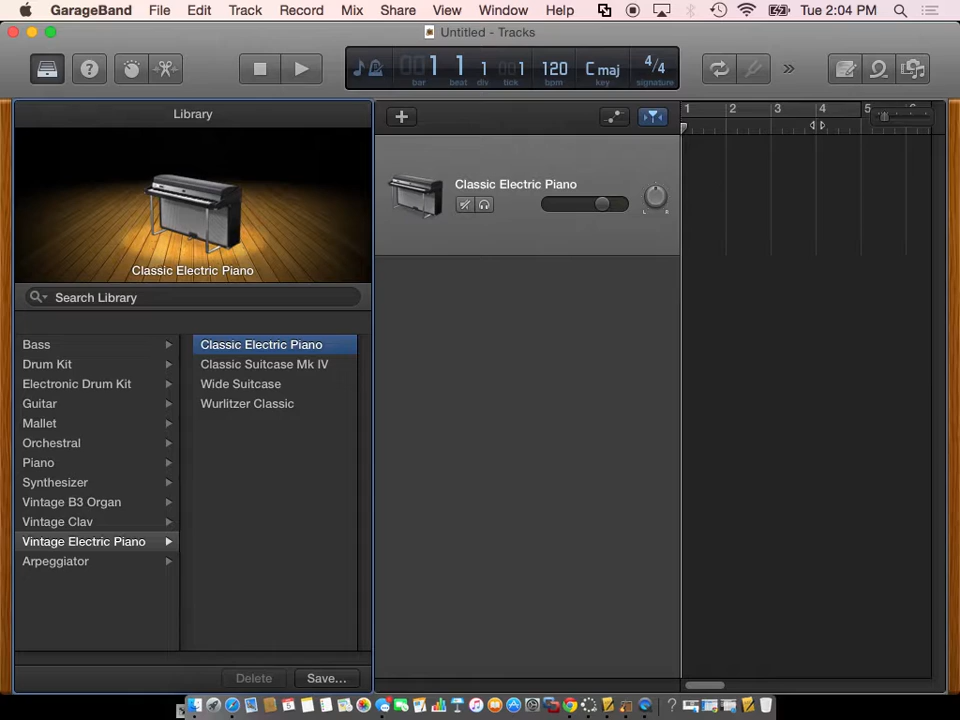 GarageBand File Edit Track Record Mix Share View Window Help Tue 2:04 PM
Untitled - Tracks
1 1 1 1 120 C maj 4/4
bar beat div tick bpm key signature
Library
1 2 3 4 5
Classic Electric Piano
L R
Classic Electric Piano
Search Library
Bass
Drum Kit
Electronic Drum Kit
Guitar
Mallet
Orchestral
Piano
Synthesizer
Vintage B3 Organ
Vintage Clav
Vintage Electric Piano
Arpeggiator
Classic Electric Piano
Classic Suitcase Mk IV
Wide Suitcase
Wurlitzer Classic
Delete Save...